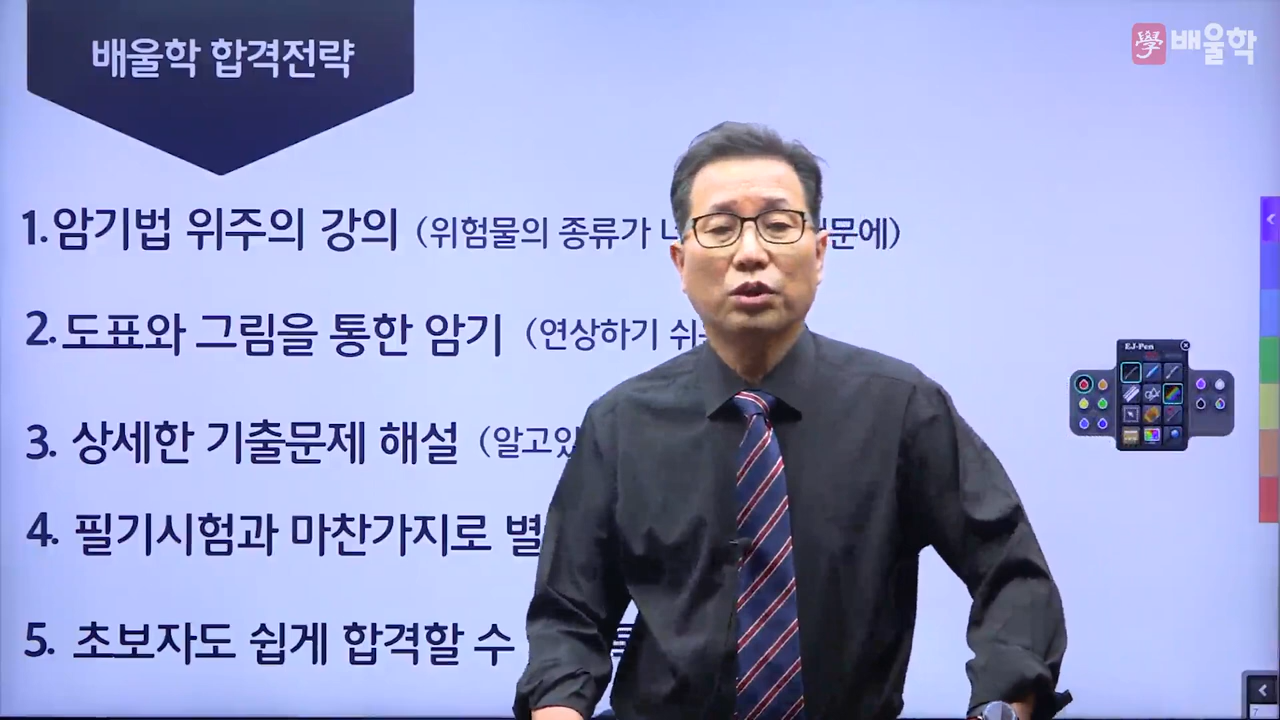 배울학 합격전략
學 배울학
1. 암기법 위주의 강의 (위험물의 종류가
2. 도표와 그림을 통한 암기 (연상하기
EJ-Pen
3. 상세한 기출문제 해설 (알고있
4. 필기시험과 마찬가지로
5. 초보자도 쉽게 합격할 수
7